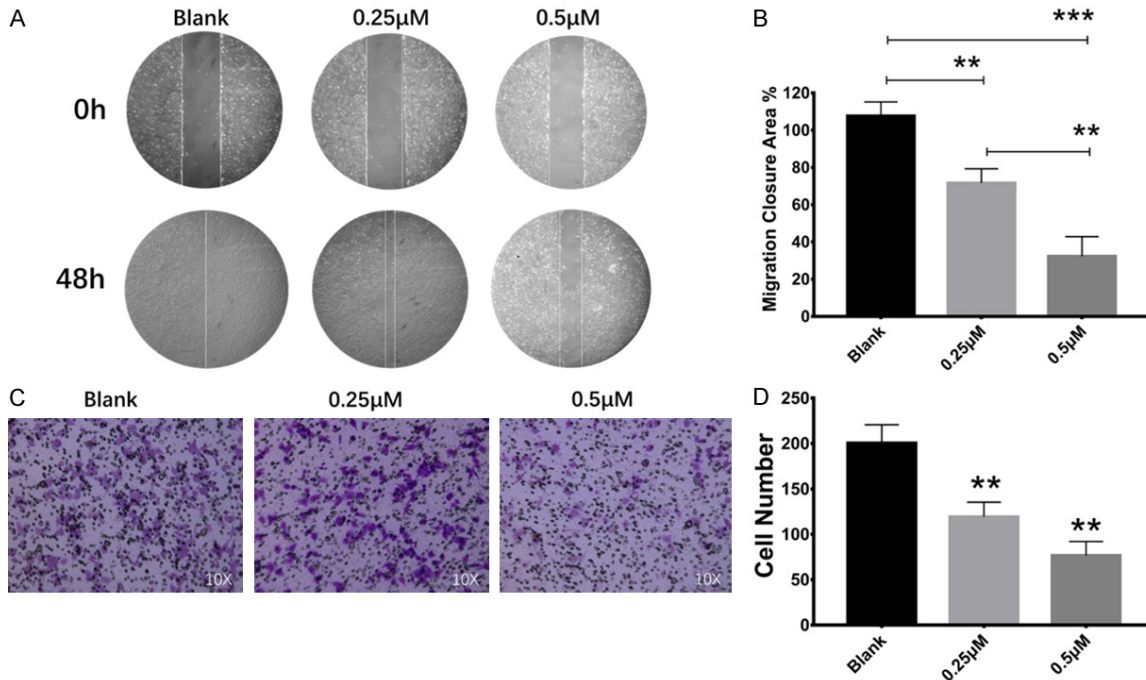 A
Blank
0.25μM
0.5μM
0h
48h
B
***
**
**
Migration Closure Area %
120
100
80
60
40
20
0
Blank
0.25μM
0.5μM
C
Blank
0.25μM
0.5μM
10X
10X
10X
D
Cell Number
250
200
150
100
50
0
**
**
Blank
0.25μM
0.5μM